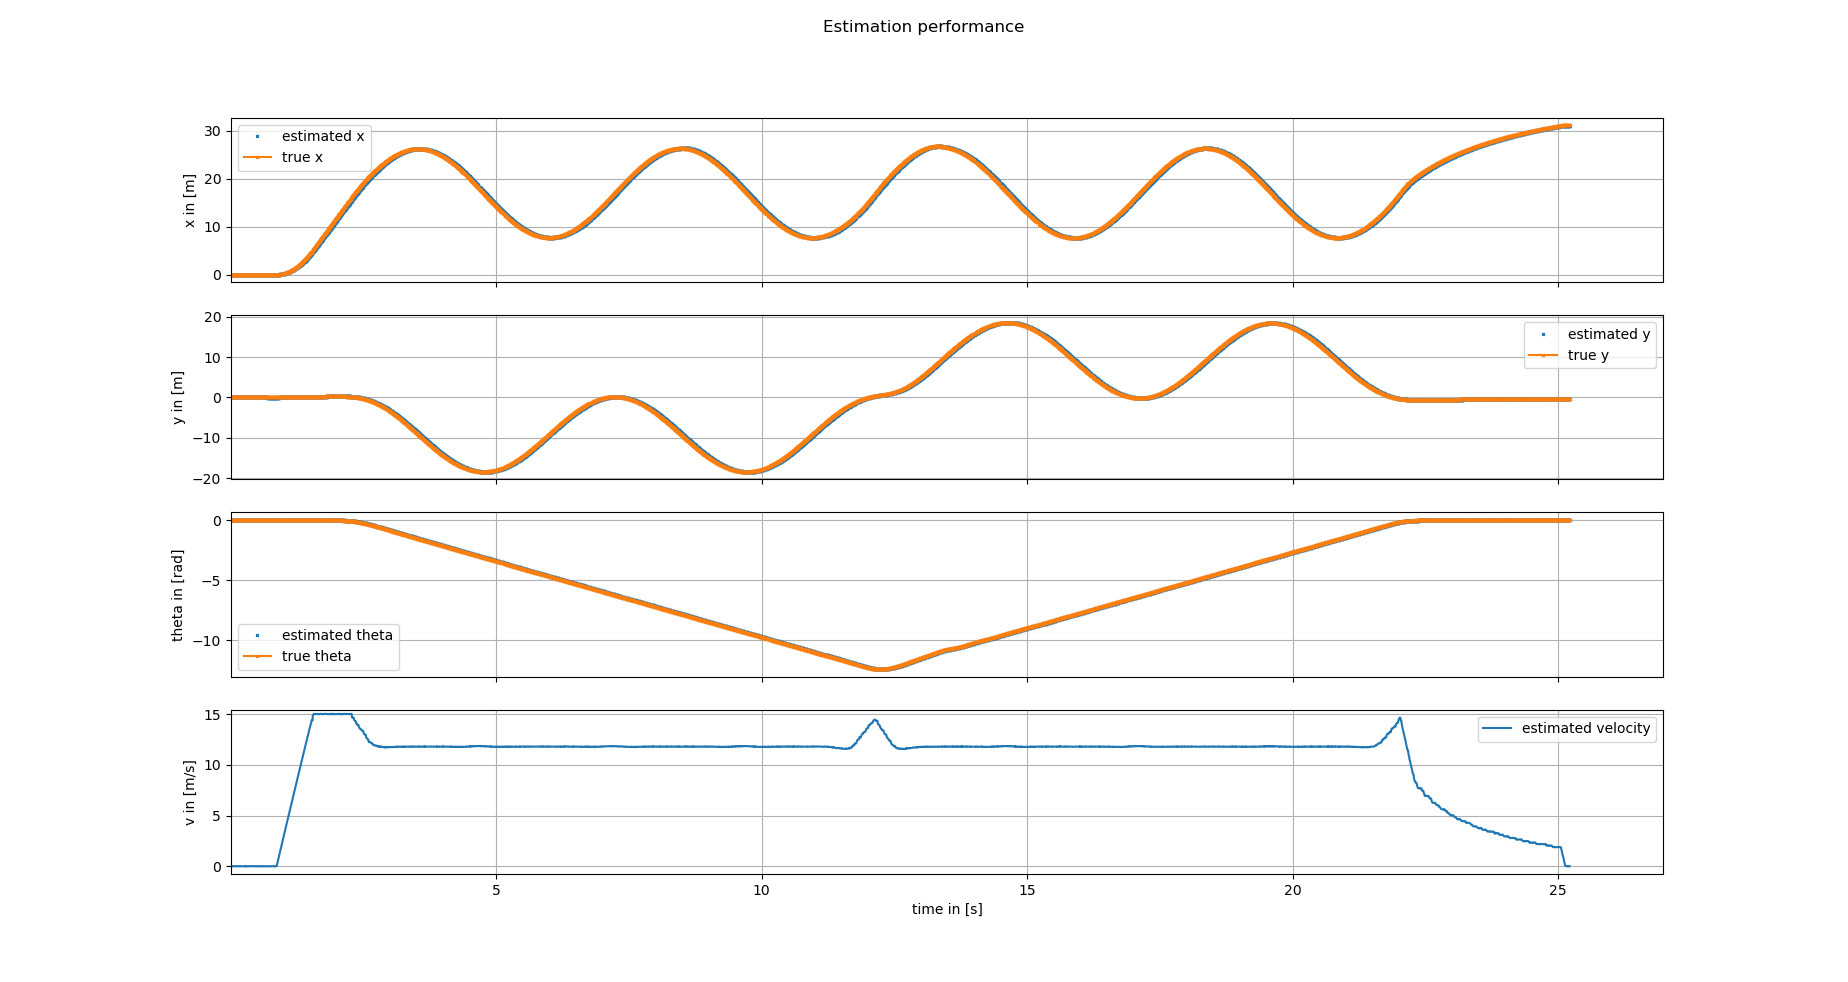 Estimation performance
30
20
10
0
x in [m]
estimated x
true x
20
10
0
−10
−20
y in [m]
estimated y
true y
0
−5
−10
theta in [rad]
estimated theta
true theta
15
10
5
0
v in [m/s]
estimated velocity
5 10 15 20 25
time in [s]